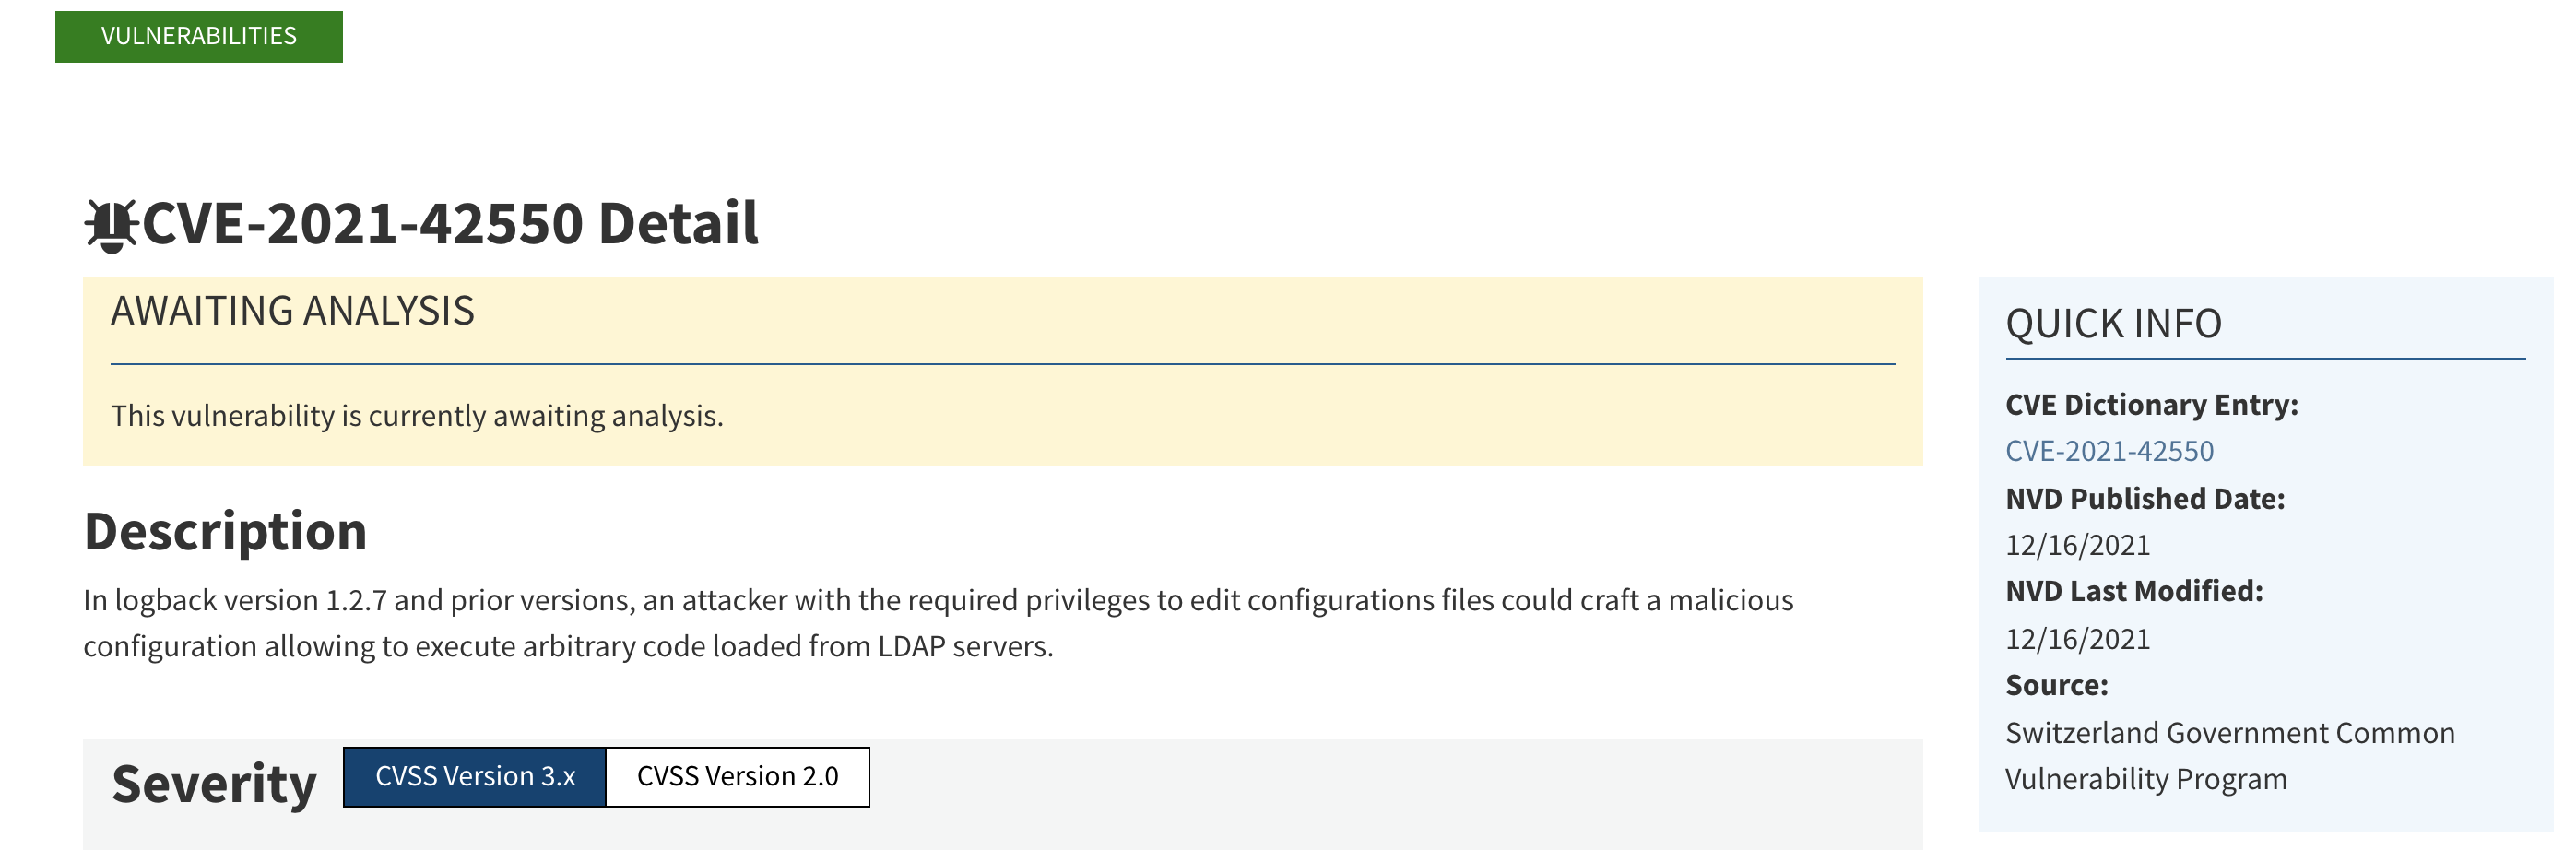 VULNERABILITIES
CVE-2021-42550 Detail
AWAITING ANALYSIS
This vulnerability is currently awaiting analysis.
Description
In logback version 1.2.7 and prior versions, an attacker with the required privileges to edit configurations files could craft a malicious
configuration allowing to execute arbitrary code loaded from LDAP servers.
Severity CVSS Version 3.x CVSS Version 2.0
QUICK INFO
CVE Dictionary Entry:
CVE-2021-42550
NVD Published Date:
12/16/2021
NVD Last Modified:
12/16/2021
Source:
Switzerland Government Common
Vulnerability Program